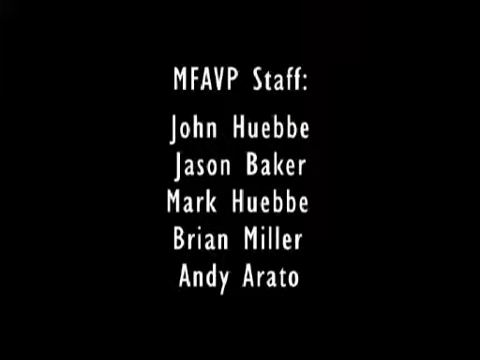 MFAVP Staff:
John Huebbe
Jason Baker
Mark Huebbe
Brian Miller
Andy Arato